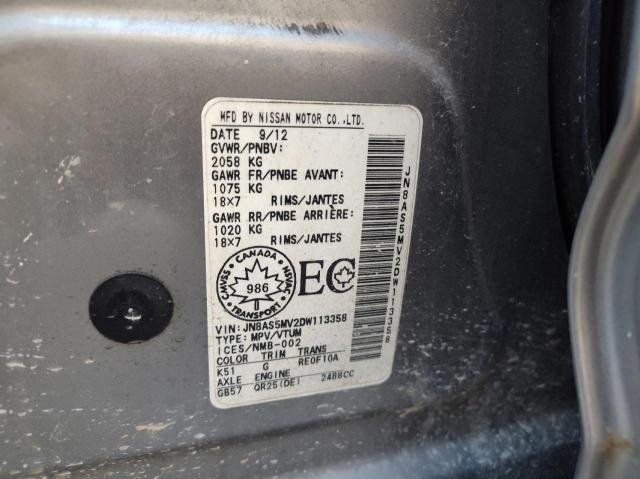 MFD BY NISSAN MOTOR CO.,LTD.
DATE 9/12
GVWR/PNBV:
2058 KG
GAWR FR/PNBE AVANT:
1075 KG
18×7 RIMS/JANTES
GAWR RR/PNBE ARRIÈRE:
1020 KG
18×7 RIMS/JANTES
CANADA
CMVSS NSVAC
986
TRANSPORT
EC
VIN: JN8AS5MV2DW113358
TYPE: MPV/VTUM
ICES/NMB-002
COLOR TRIM TRANS
K51 G RE0F10A
AXLE ENGINE
GB57 QR25(DE) 2488CC
JN8AS5MV2DW113358